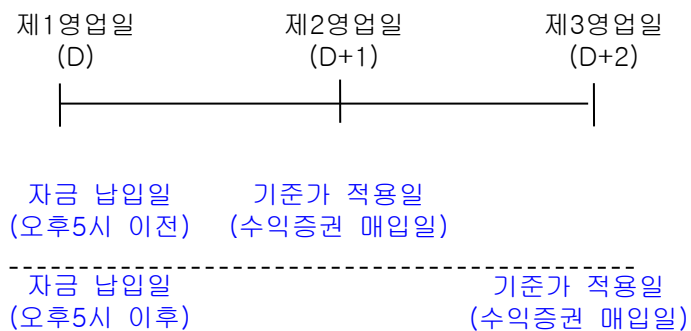 제1영업일 제2영업일 제3영업일
(D) (D+1) (D+2)
자금 납입일 기준가 적용일
(오후5시 이전) (수익증권 매입일)
자금 납입일 기준가 적용일
(오후5시 이후) (수익증권 매입일)